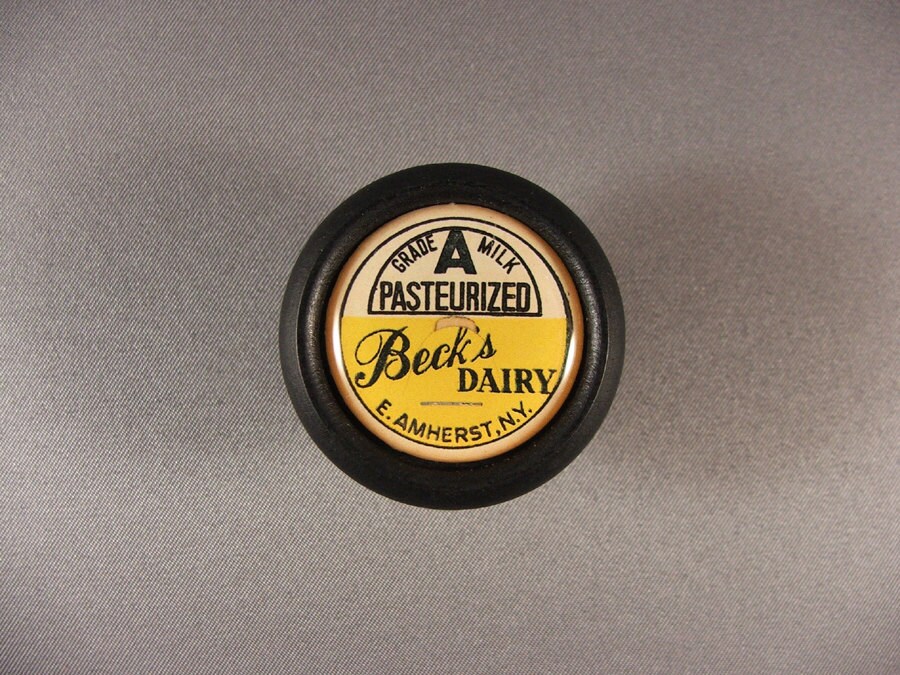 GRADE A MILK
PASTEURIZED
Beck's
DAIRY
E. AMHERST, N.Y.